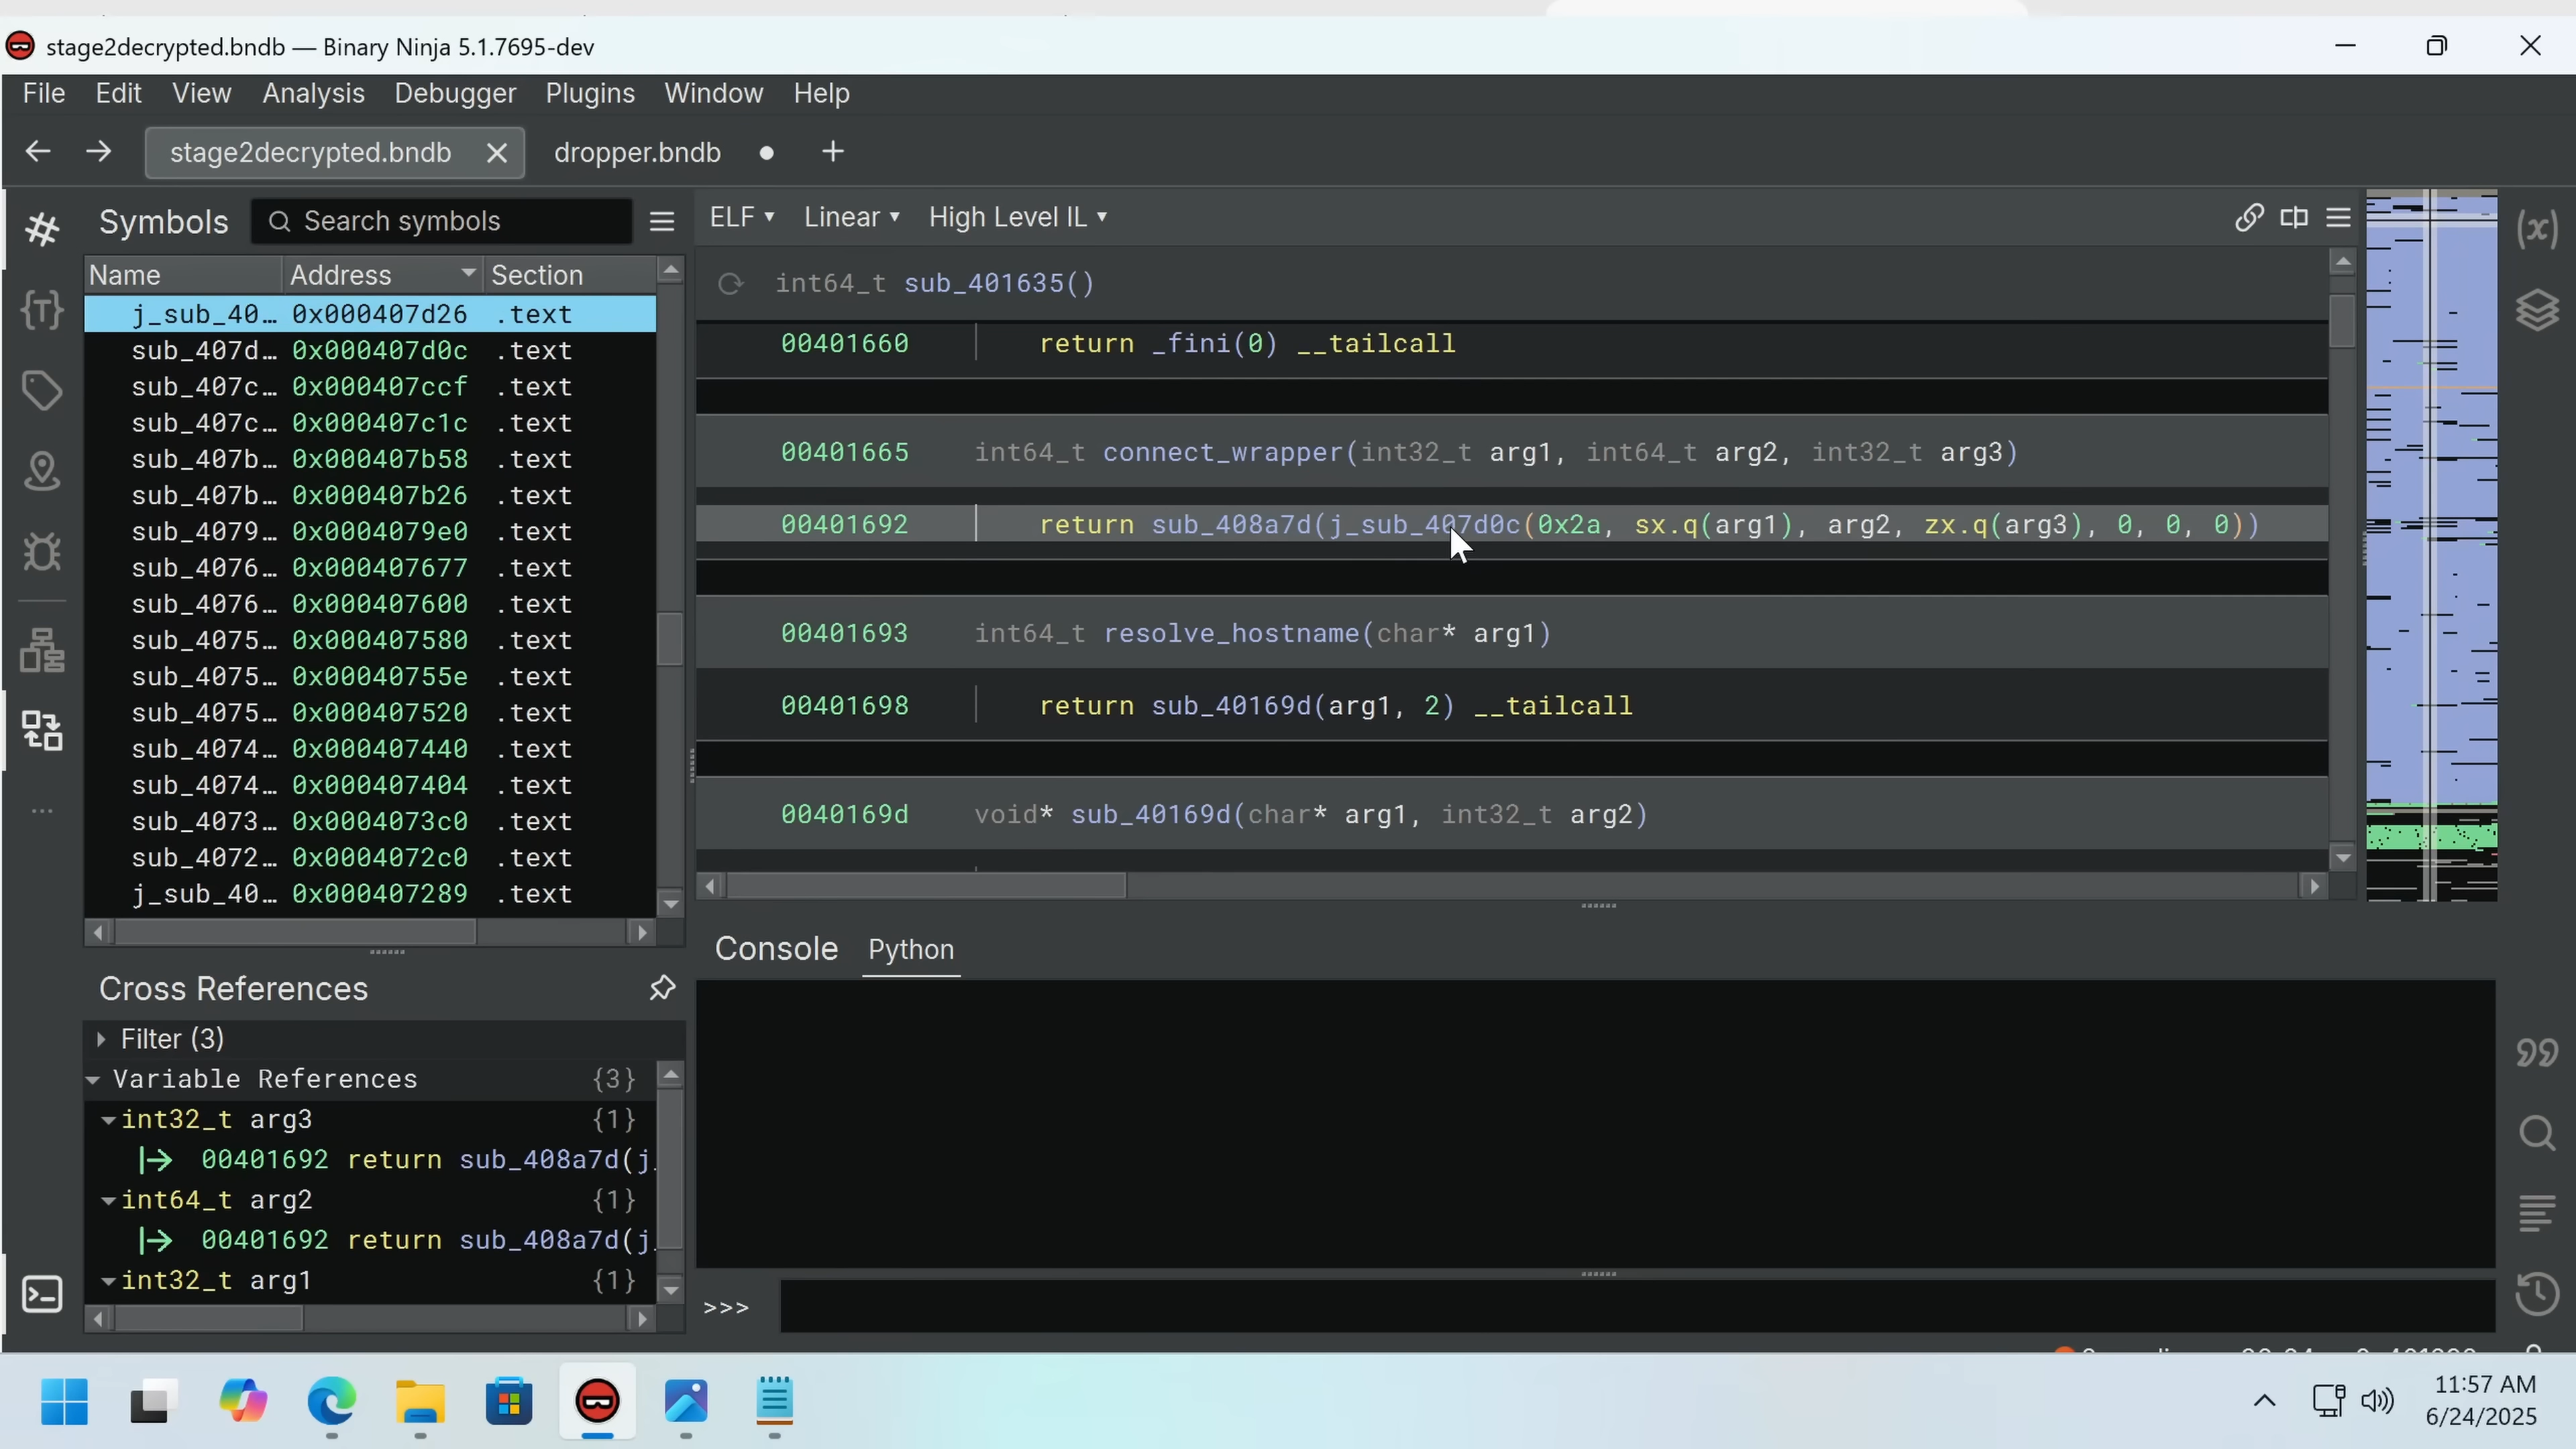 stage2decrypted.bndb — Binary Ninja 5.1.7695-dev
File Edit View Analysis Debugger Plugins Window Help
stage2decrypted.bndb dropper.bndb
Symbols Search symbols
Name Address Section
j_sub_40… 0x000407d26 .text
sub_407d… 0x000407d0c .text
sub_407c… 0x000407ccf .text
sub_407c… 0x000407c1c .text
sub_407b… 0x000407b58 .text
sub_407b… 0x000407b26 .text
sub_4079… 0x0004079e0 .text
sub_4076… 0x000407677 .text
sub_4076… 0x000407600 .text
sub_4075… 0x000407580 .text
sub_4075… 0x00040755e .text
sub_4075… 0x000407520 .text
sub_4074… 0x000407440 .text
sub_4074… 0x000407404 .text
sub_4073… 0x0004073c0 .text
sub_4072… 0x0004072c0 .text
j_sub_40… 0x000407289 .text
Cross References
Filter (3)
Variable References {3}
int32_t arg3 {1}
00401692 return sub_408a7d(j
int64_t arg2 {1}
00401692 return sub_408a7d(j
int32_t arg1 {1}
ELF Linear High Level IL
int64_t sub_401635()
00401660 return _fini(0) __tailcall
00401665 int64_t connect_wrapper(int32_t arg1, int64_t arg2, int32_t arg3)
00401692 return sub_408a7d(j_sub_407d0c(0x2a, sx.q(arg1), arg2, zx.q(arg3), 0, 0, 0))
00401693 int64_t resolve_hostname(char* arg1)
00401698 return sub_40169d(arg1, 2) __tailcall
0040169d void* sub_40169d(char* arg1, int32_t arg2)
Console Python
>>>
11:57 AM
6/24/2025